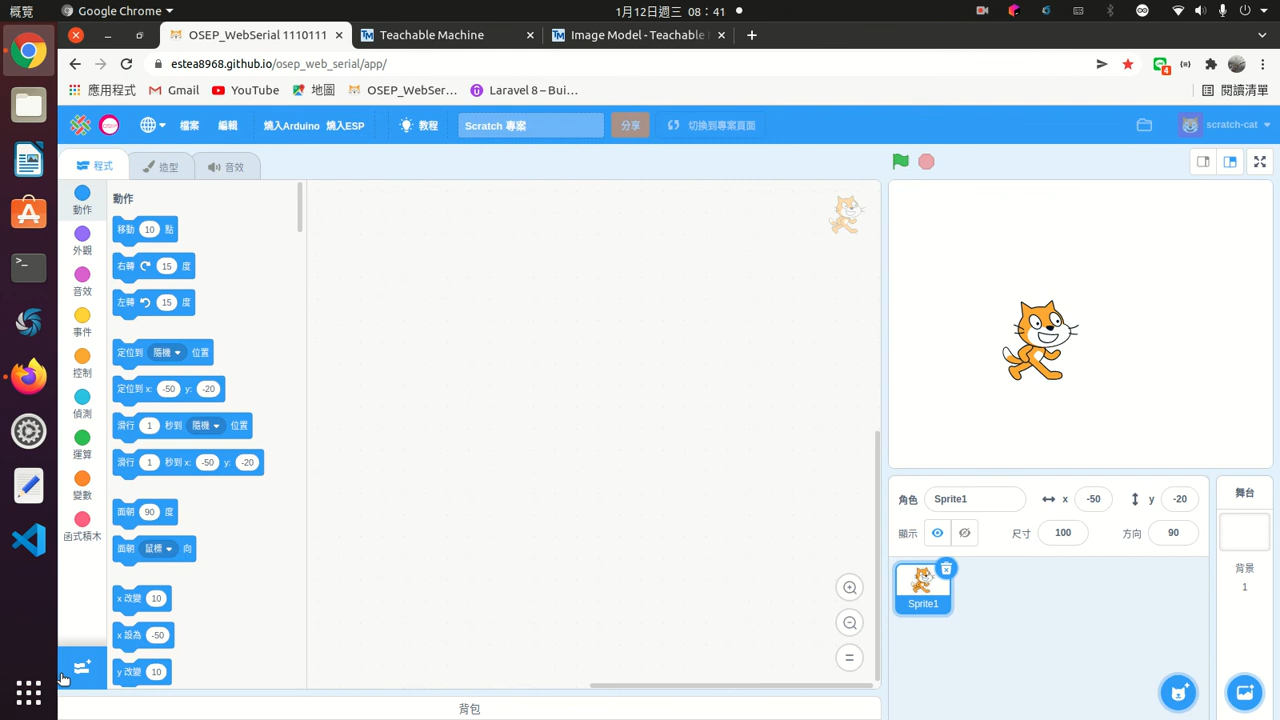 概覽
Google Chrome
1月12日週三 08:41
OSEP_WebSerial 1110111
Teachable Machine
Image Model - Teachable
estea8968.github.io/osep_web_serial/app/
4
應用程式
Gmail
YouTube
地圖
OSEP_WebSer...
Laravel 8 – Bui...
閱讀清單
檔案
編輯
燒入Arduino
燒入ESP
教程
Scratch 專案
分享
切換到專案頁面
scratch-cat
程式
造型
音效
動作
外觀
音效
事件
控制
偵測
運算
變數
函式積木
動作
移動 10 點
右轉 15 度
左轉 15 度
定位到 隨機 位置
定位到 x: -50 y: -20
滑行 1 秒到 隨機 位置
滑行 1 秒到 x: -50 y: -20
面朝 90 度
面朝 鼠標 向
x 改變 10
x 設為 -50
y 改變 10
背包
角色 Sprite1 x -50 y -20
顯示 尺寸 100 方向 90
Sprite1
舞台
背景
1